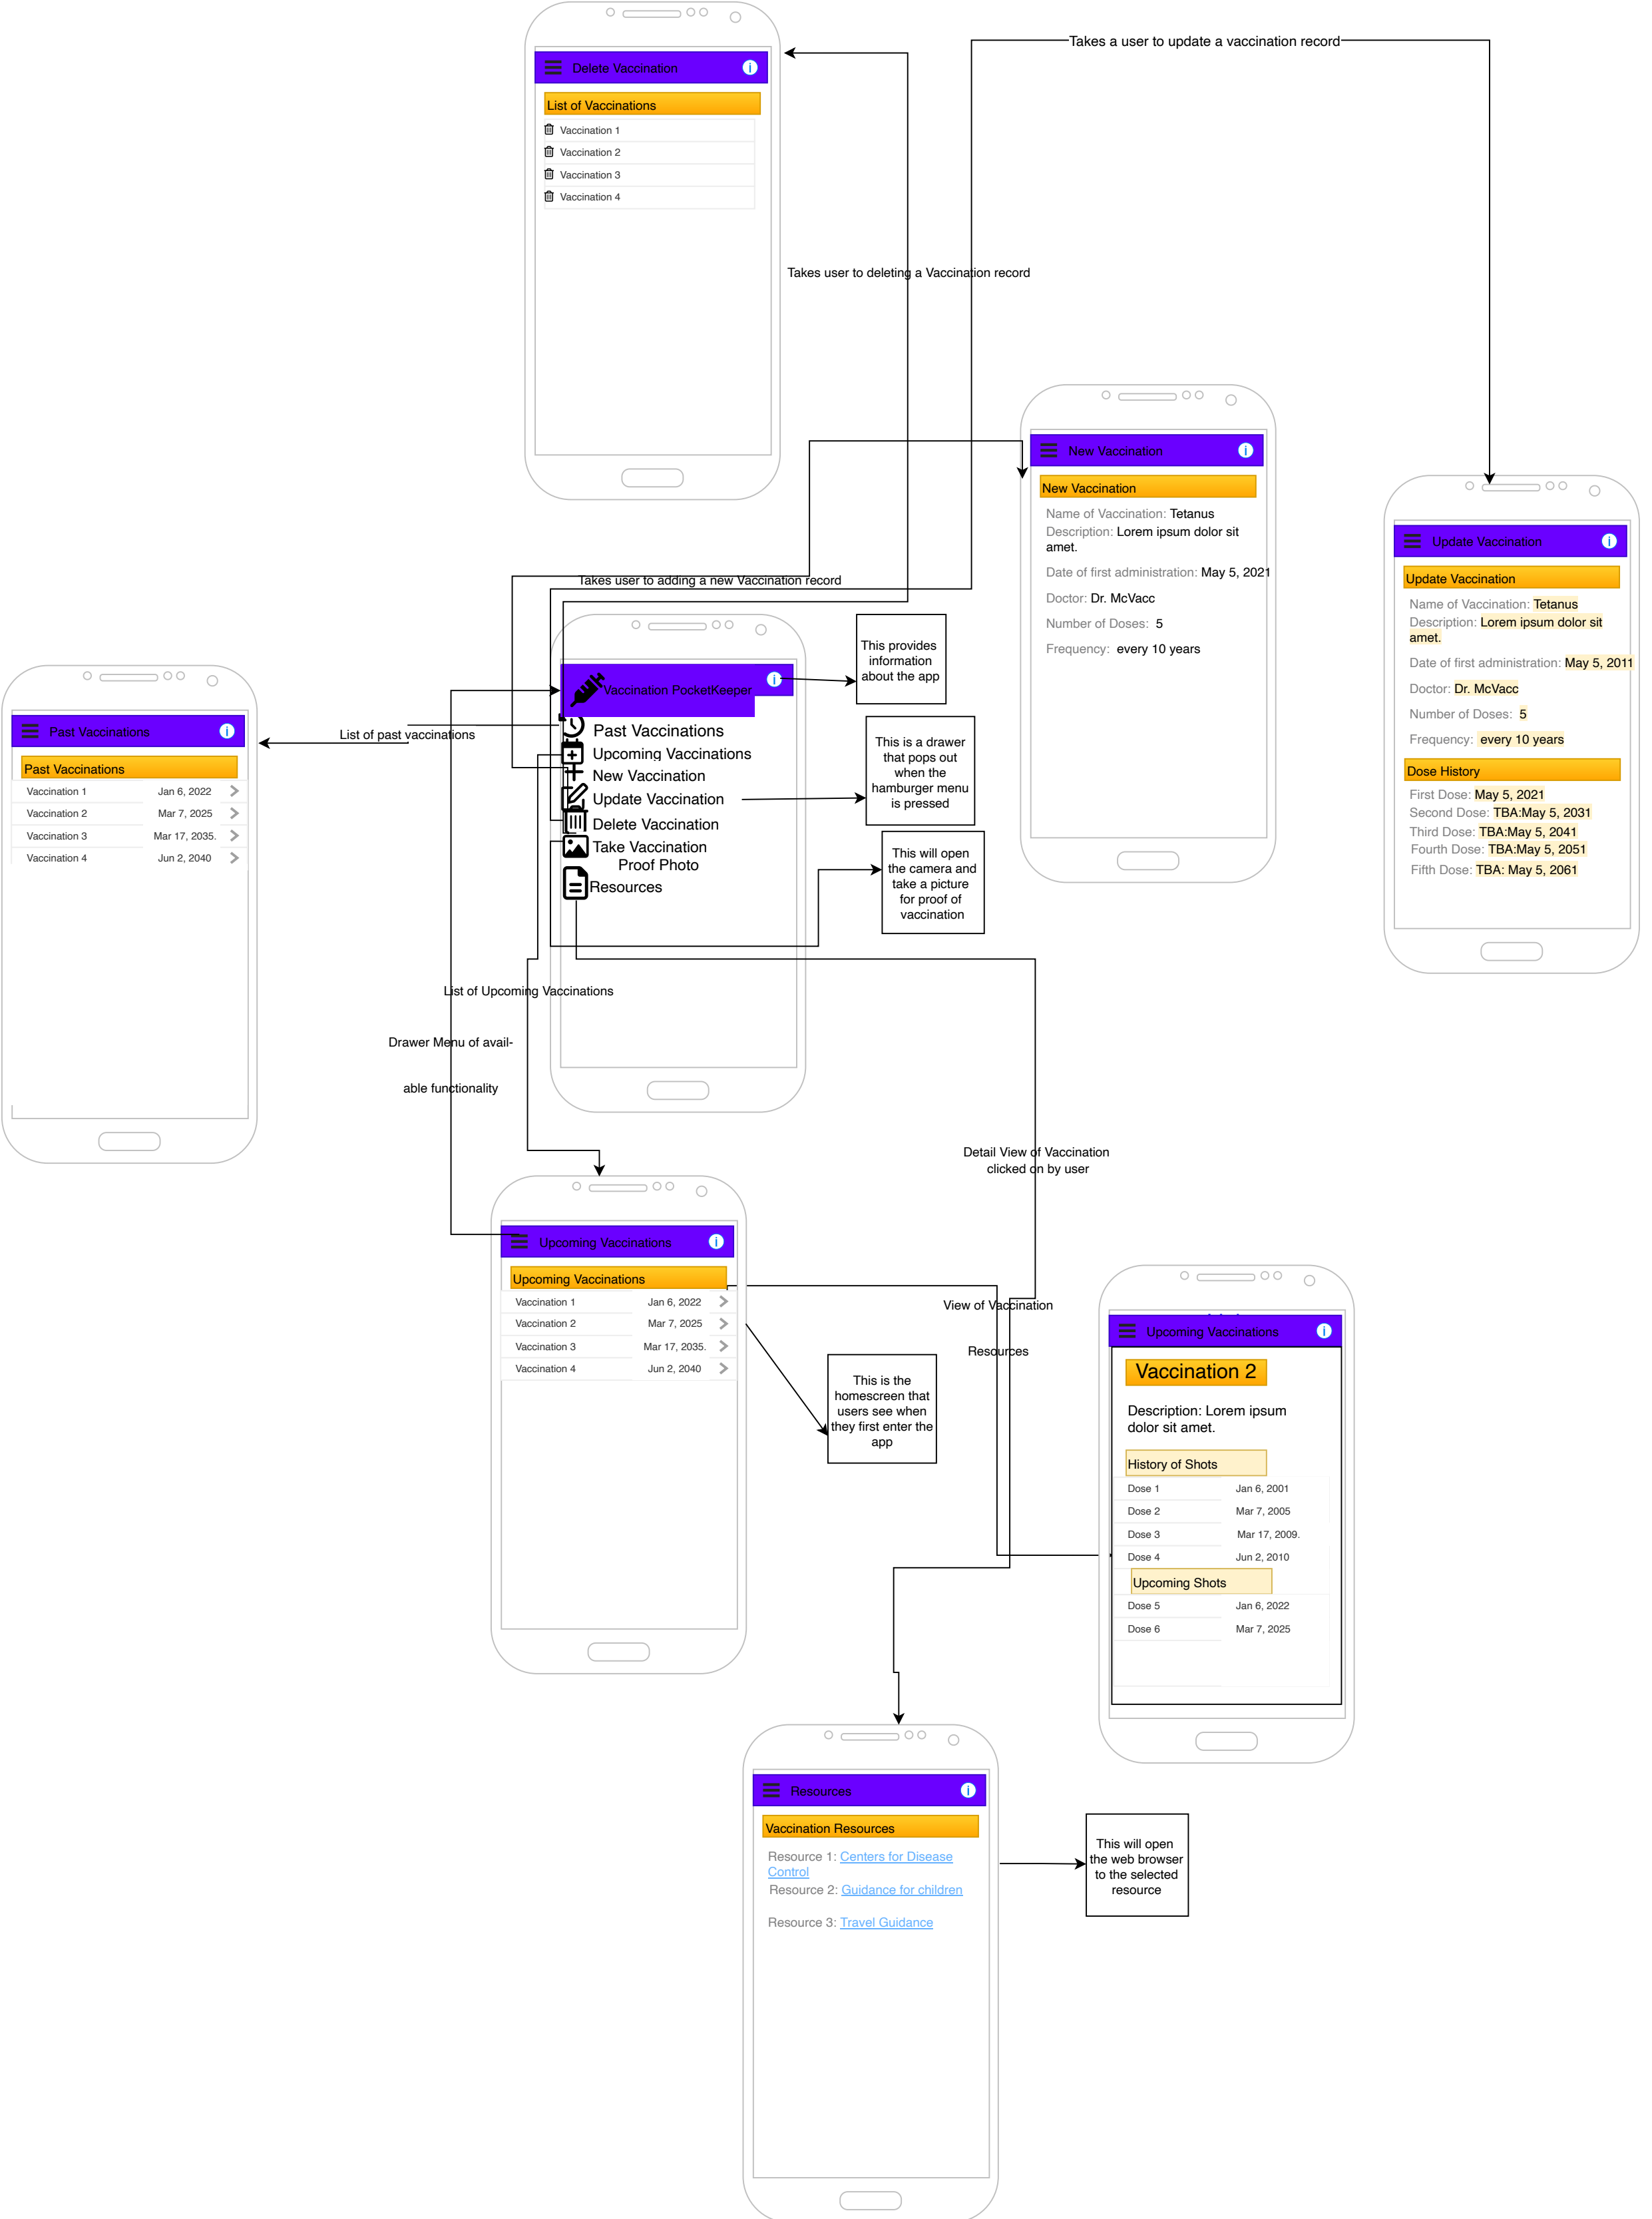 Takes a user to update a vaccination record
Delete Vaccination
i
List of Vaccinations
Vaccination 1
Vaccination 2
Vaccination 3
Vaccination 4
Takes user to deleting a Vaccination record
New Vaccination
i
New Vaccination
Name of Vaccination: Tetanus
Description: Lorem ipsum dolor sit
amet.
Date of first administration: May 5, 2021
Doctor: Dr. McVacc
Number of Doses: 5
Frequency: every 10 years
Update Vaccination
i
Update Vaccination
Name of Vaccination: Tetanus
Description: Lorem ipsum dolor sit
amet.
Date of first administration: May 5, 2011
Doctor: Dr. McVacc
Number of Doses: 5
Frequency: every 10 years
Dose History
First Dose: May 5, 2021
Second Dose: TBA:May 5, 2031
Third Dose: TBA:May 5, 2041
Fourth Dose: TBA:May 5, 2051
Fifth Dose: TBA: May 5, 2061
Takes user to adding a new Vaccination record
Vaccination PocketKeeper
i
Past Vaccinations
Upcoming Vaccinations
New Vaccination
Update Vaccination
Delete Vaccination
Take Vaccination
Proof Photo
Resources
This provides
information
about the app
This is a drawer
that pops out
when the
hamburger menu
is pressed
This will open
the camera and
take a picture
for proof of
vaccination
List of past vaccinations
Past Vaccinations
i
Past Vaccinations
Vaccination 1 Jan 6, 2022
Vaccination 2 Mar 7, 2025
Vaccination 3 Mar 17, 2035.
Vaccination 4 Jun 2, 2040
List of Upcoming Vaccinations
Drawer Menu of avail-
able functionality
Detail View of Vaccination
clicked on by user
Upcoming Vaccinations
i
Upcoming Vaccinations
Vaccination 1 Jan 6, 2022
Vaccination 2 Mar 7, 2025
Vaccination 3 Mar 17, 2035.
Vaccination 4 Jun 2, 2040
View of Vaccination
Resources
This is the
homescreen that
users see when
they first enter the
app
Upcoming Vaccinations
i
Vaccination 2
Description: Lorem ipsum
dolor sit amet.
History of Shots
Dose 1 Jan 6, 2001
Dose 2 Mar 7, 2005
Dose 3 Mar 17, 2009.
Dose 4 Jun 2, 2010
Upcoming Shots
Dose 5 Jan 6, 2022
Dose 6 Mar 7, 2025
Resources
i
Vaccination Resources
Resource 1: Centers for Disease
Control
Resource 2: Guidance for children
Resource 3: Travel Guidance
This will open
the web browser
to the selected
resource